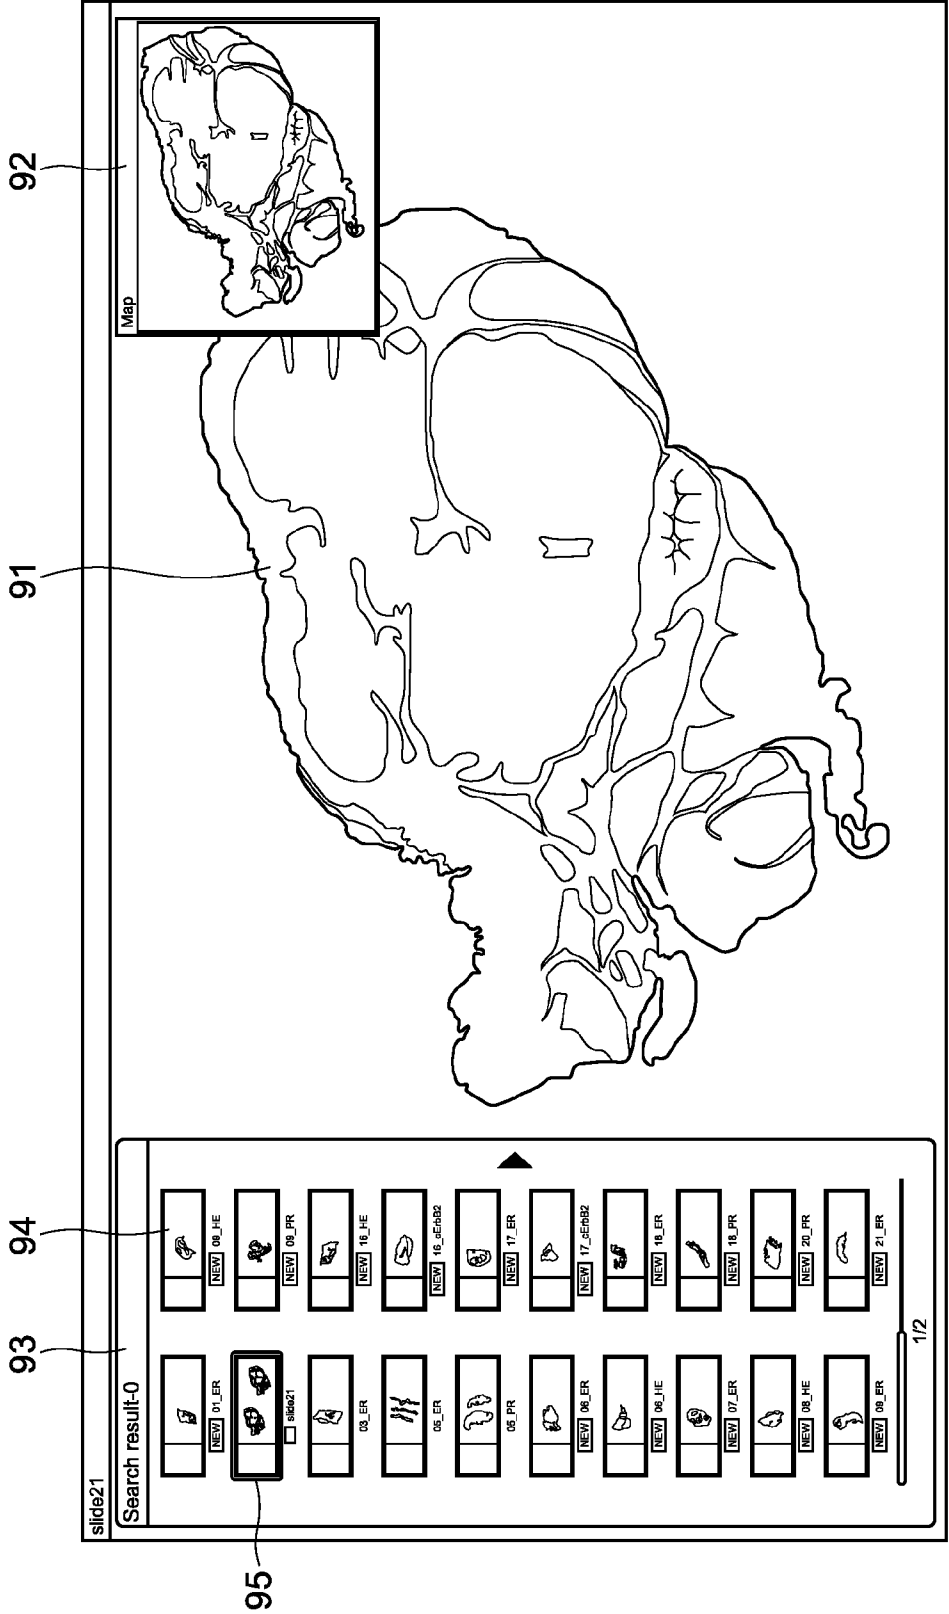 93
94
91
92
slide21
Search result-0
Map
NEW 01_ER
NEW 09_HE
95
slide21
NEW 09_PR
03_ER
NEW 16_HE
05_ER
NEW 16_cErbB2
05_PR
NEW 17_ER
NEW 06_ER
NEW 17_cErbB2
NEW 06_HE
NEW 18_ER
NEW 07_ER
NEW 18_PR
NEW 08_HE
NEW 20_PR
NEW 09_ER
NEW 21_ER
1/2